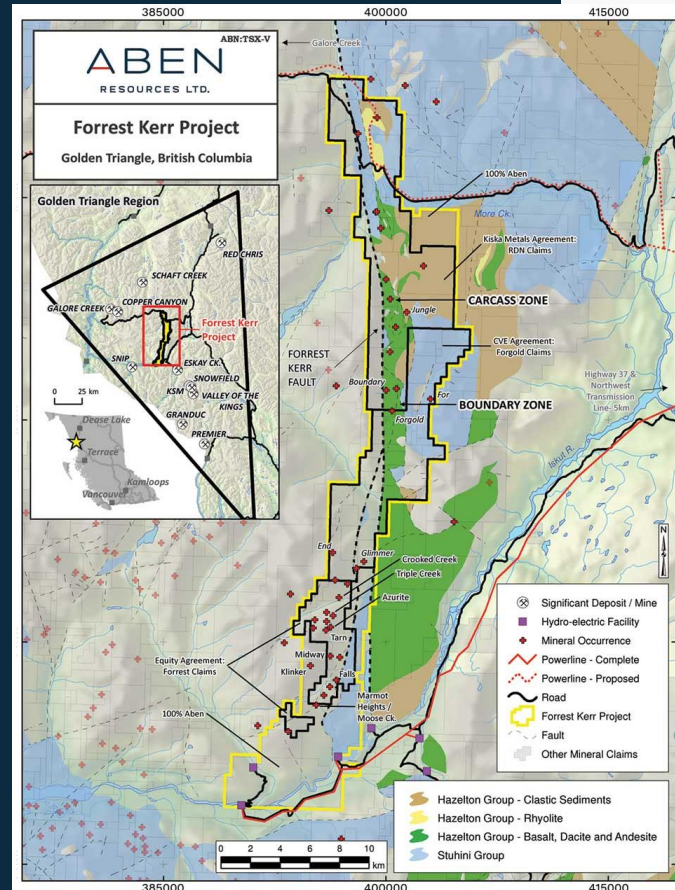 385000
400000
415000
ABN:TSX-V
ABEN
RESOURCES LTD.
Forrest Kerr Project
Golden Triangle, British Columbia
Golden Triangle Region
RED CHRIS
SCHAFT CREEK
GALORE CREEK
COPPER CANYON
Forrest Kerr
Project
SNIP
ESKAY CK.
SNOWFIELD
KSM
VALLEY OF THE
KINGS
GRANDUC
PREMIER
0 25 km
Dease Lake
Terrace
Kamloops
Vancouver
Galore Creek
100% Aben
More Ck.
Kiska Metals Agreement:
RDN Claims
CARCASS ZONE
Jungle
CVE Agreement:
Forgold Claims
FORREST
KERR
FAULT
Boundary
For
BOUNDARY ZONE
Forgold
Highway 37 &
Northwest
Transmission
Line- 5km
Iskut R.
End
Glimmer
Crooked Creek
Triple Creek
Azurite
Tarn
Equity Agreement:
Forrest Claims
Midway
Klinker
Falls
Marmot
Heights /
Moose Ck.
100% Aben
N
Significant Deposit / Mine
Hydro-electric Facility
Mineral Occurrence
Powerline - Complete
Powerline - Proposed
Road
Forrest Kerr Project
Fault
Other Mineral Claims
Hazelton Group - Clastic Sediments
Hazelton Group - Rhyolite
Hazelton Group - Basalt, Dacite and Andesite
Stuhini Group
0 2 4 6 8 10
km
385000
400000
415000